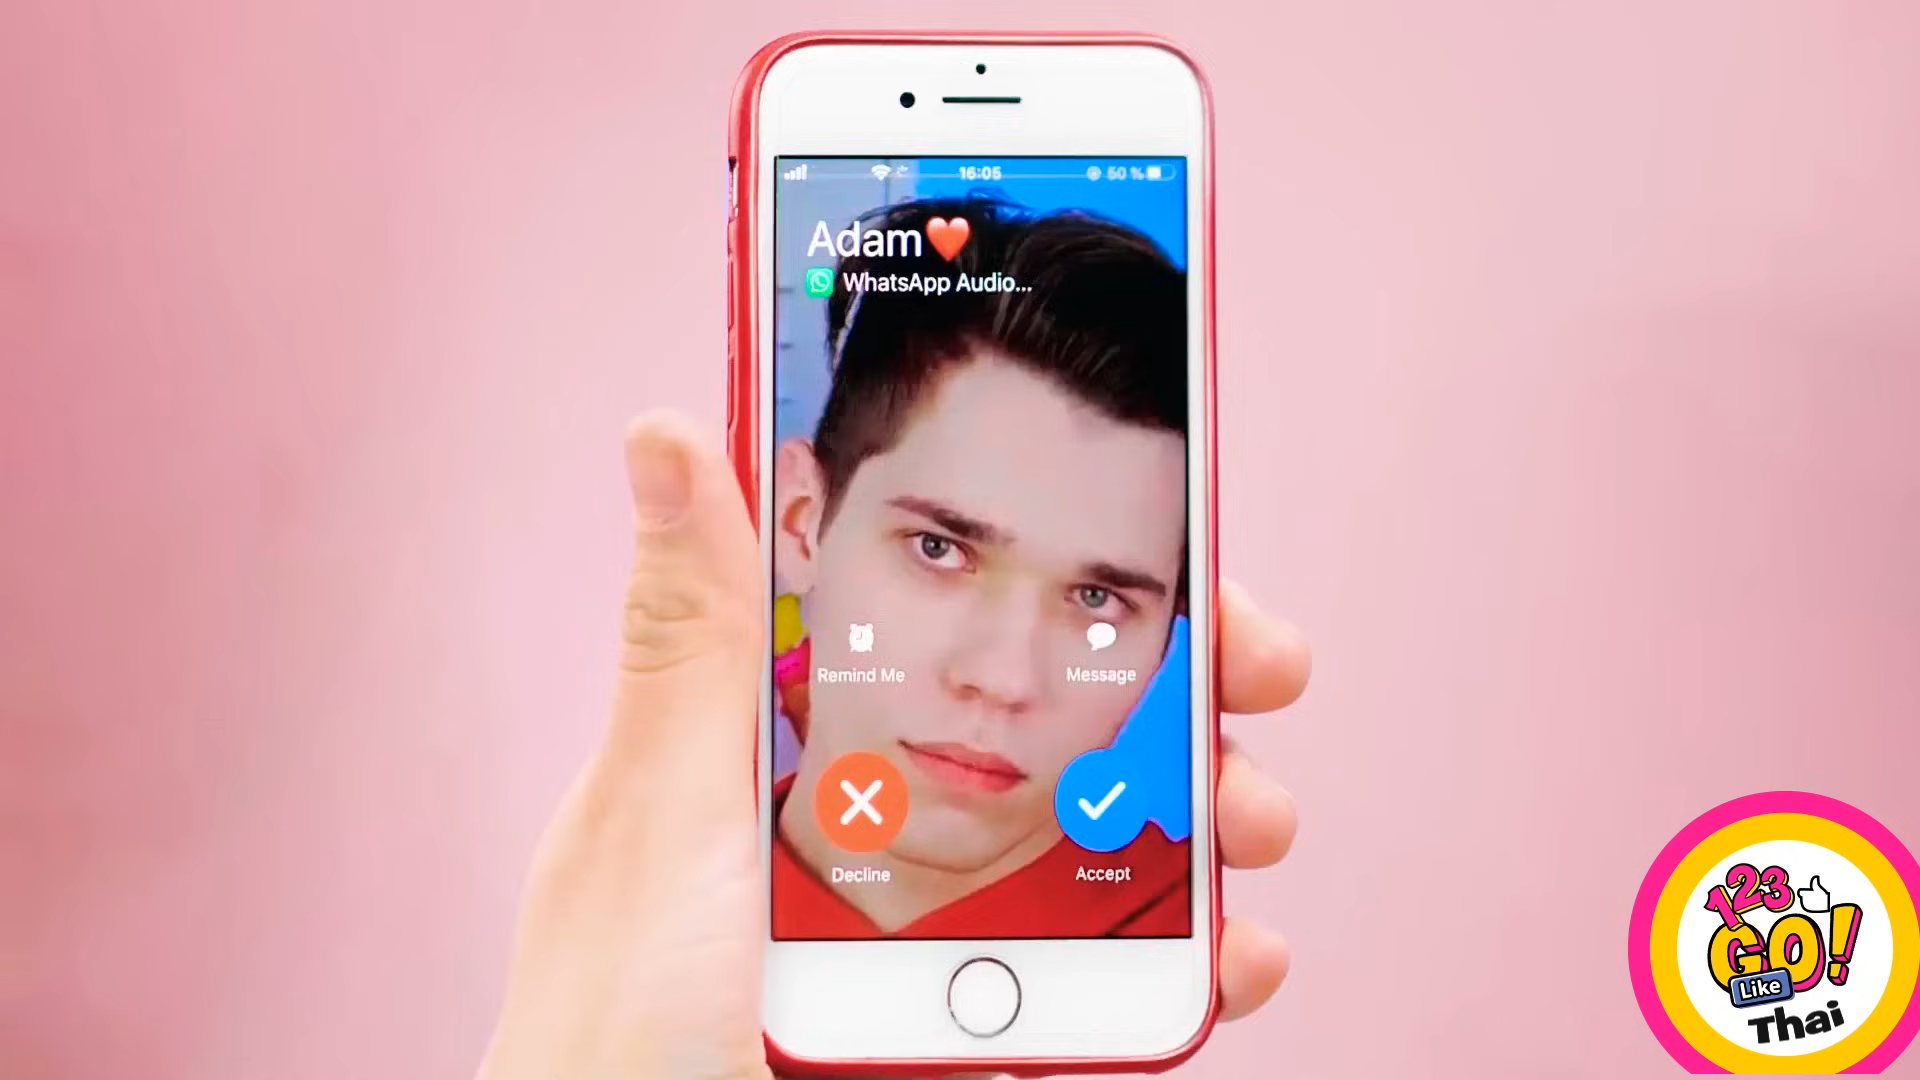 16:05
50 %
Adam❤️
WhatsApp Audio...
Remind Me
Message
Decline
Accept
123
GO!
Like
Thai